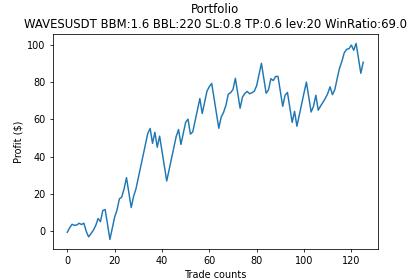 Portfolio
WAVESUSDT BBM:1.6 BBL:220 SL:0.8 TP:0.6 lev:20 WinRatio:69.0
Profit ($)
100
80
60
40
20
0
0 20 40 60 80 100 120
Trade counts